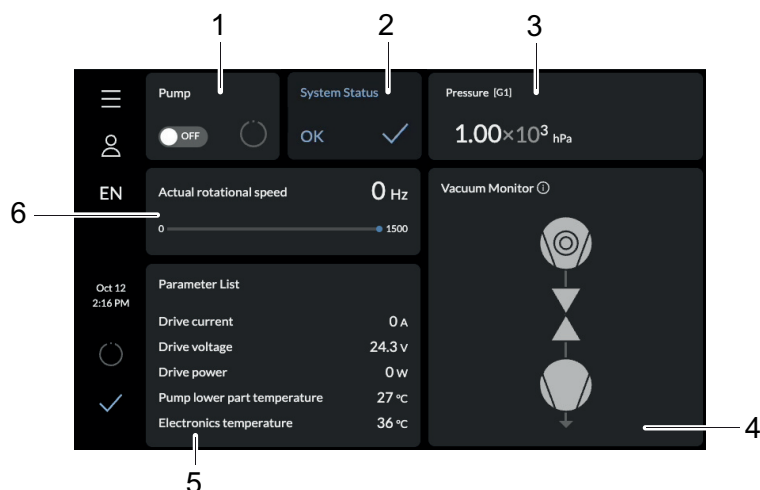 1
2
3
Pump
OFF
System Status
OK
Pressure [G1]
1.00×10³ hPa
EN
6
Actual rotational speed 0 Hz
0 1500
Vacuum Monitor ⓘ
Oct 12
2:16 PM
Parameter List
Drive current 0 A
Drive voltage 24.3 V
Drive power 0 W
Pump lower part temperature 27 °C
Electronics temperature 36 °C
4
5